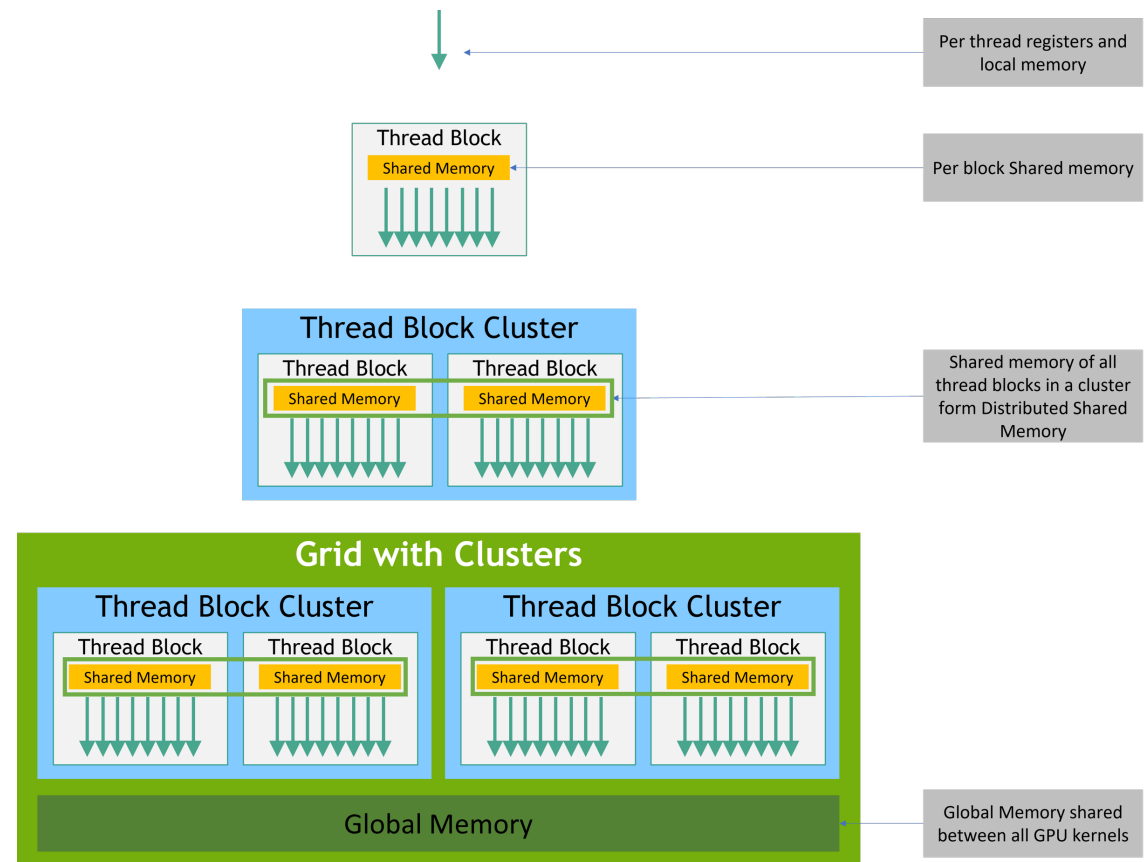 Per thread registers and
local memory
Thread Block
Shared Memory
Per block Shared memory
Thread Block Cluster
Thread Block
Thread Block
Shared Memory
Shared Memory
Shared memory of all
thread blocks in a cluster
form Distributed Shared
Memory
Grid with Clusters
Thread Block Cluster
Thread Block Cluster
Thread Block
Thread Block
Thread Block
Thread Block
Shared Memory
Shared Memory
Shared Memory
Shared Memory
Global Memory
Global Memory shared
between all GPU kernels